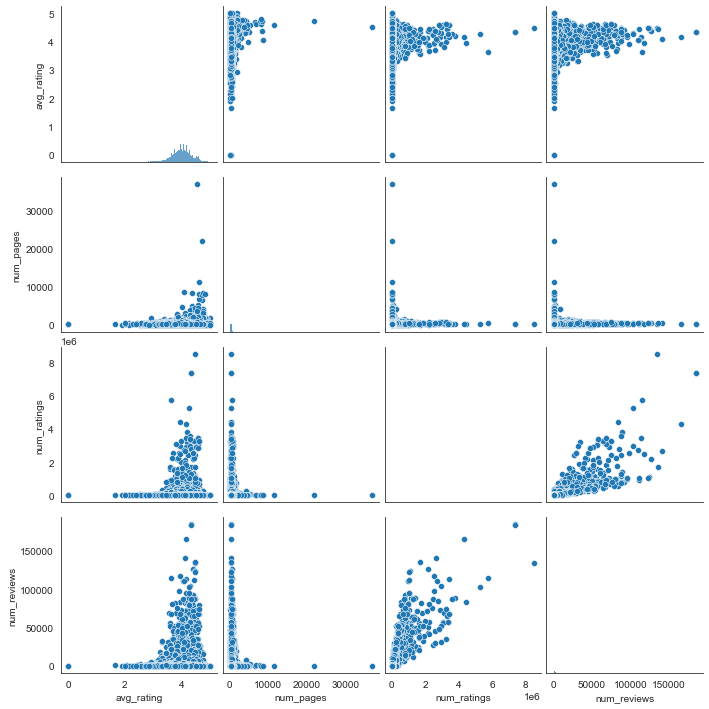 5
4
3
2
1
0
avg_rating
30000
20000
10000
0
num_pages
1e6
8
6
4
2
0
num_ratings
150000
100000
50000
0
num_reviews
0 2 4
avg_rating
0 10000 20000 30000
num_pages
0 2 4 6 8
1e6
num_ratings
0 50000 100000 150000
num_reviews